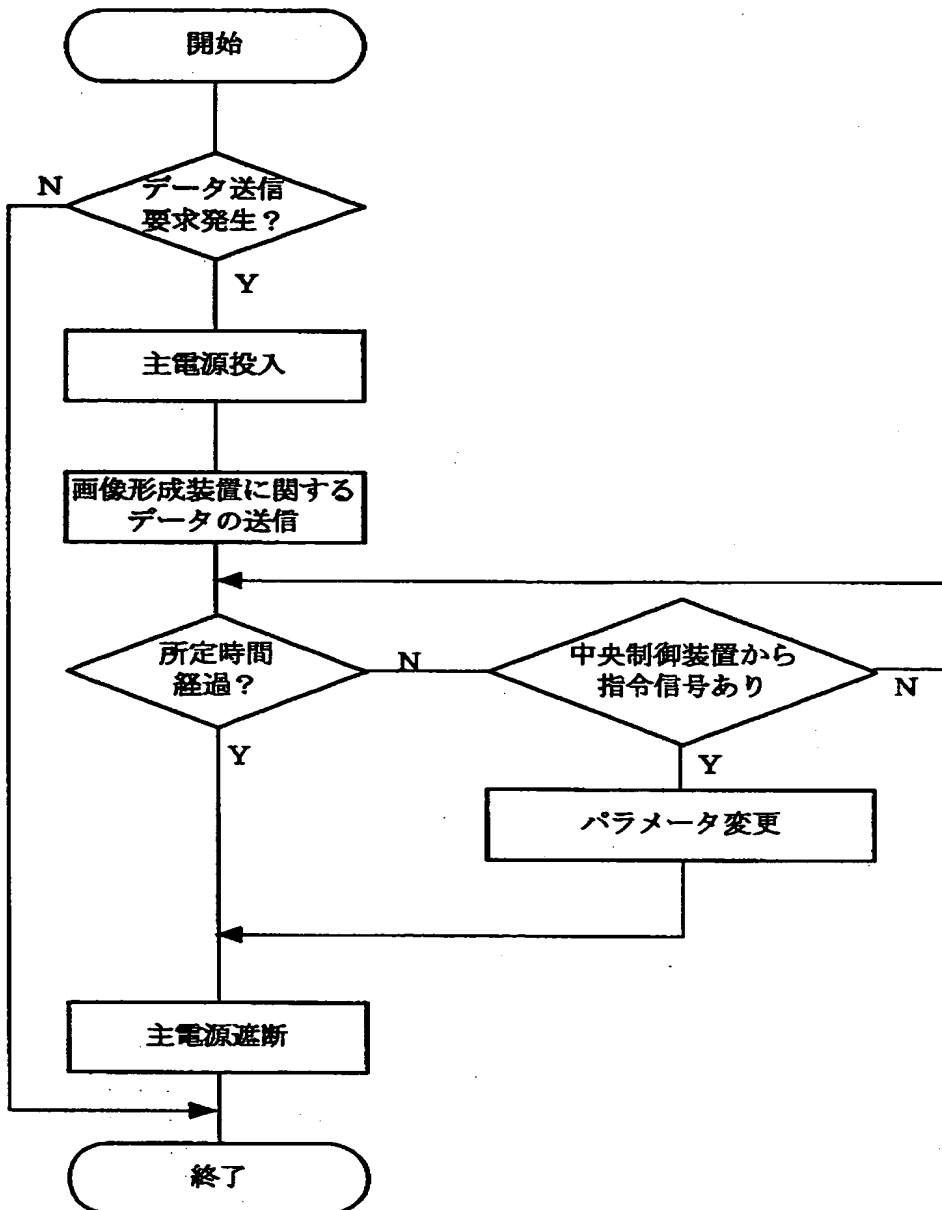 開始
N
データ送信
要求発生？
Y
主電源投入
画像形成装置に関する
データの送信
所定時間
経過？
N
中央制御装置から
指令信号あり
N
Y
Y
パラメータ変更
主電源遮断
終了